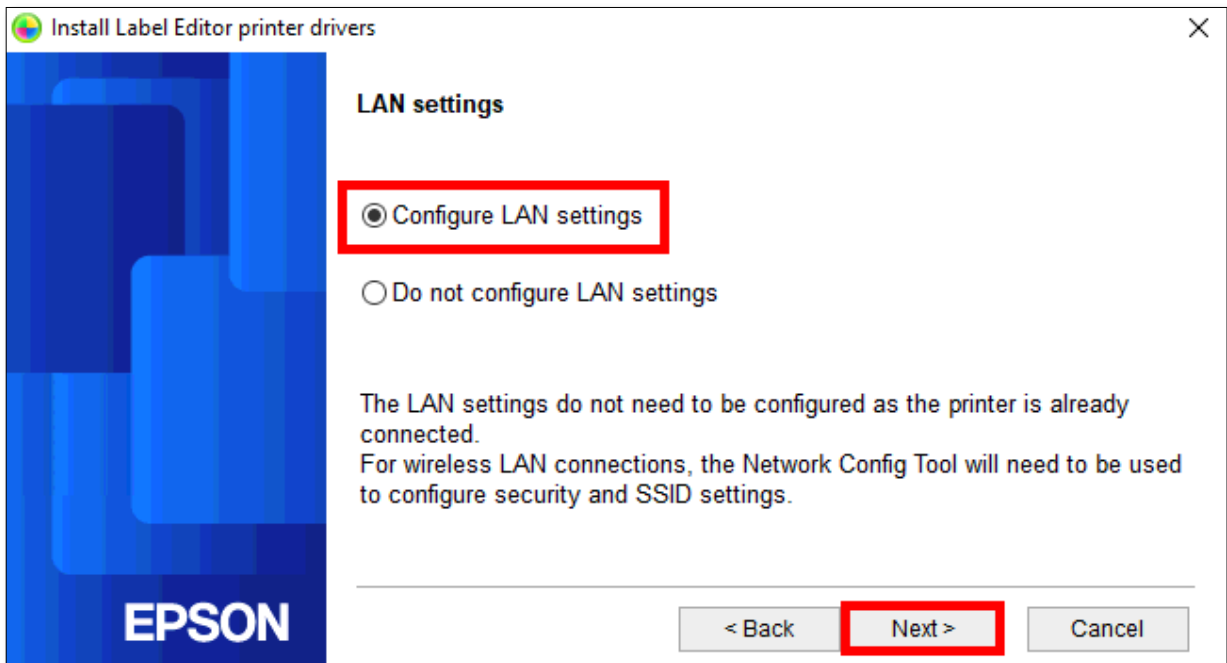 Install Label Editor printer drivers
LAN settings
Configure LAN settings
Do not configure LAN settings
The LAN settings do not need to be configured as the printer is already
connected.
For wireless LAN connections, the Network Config Tool will need to be used
to configure security and SSID settings.
EPSON
< Back Next > Cancel